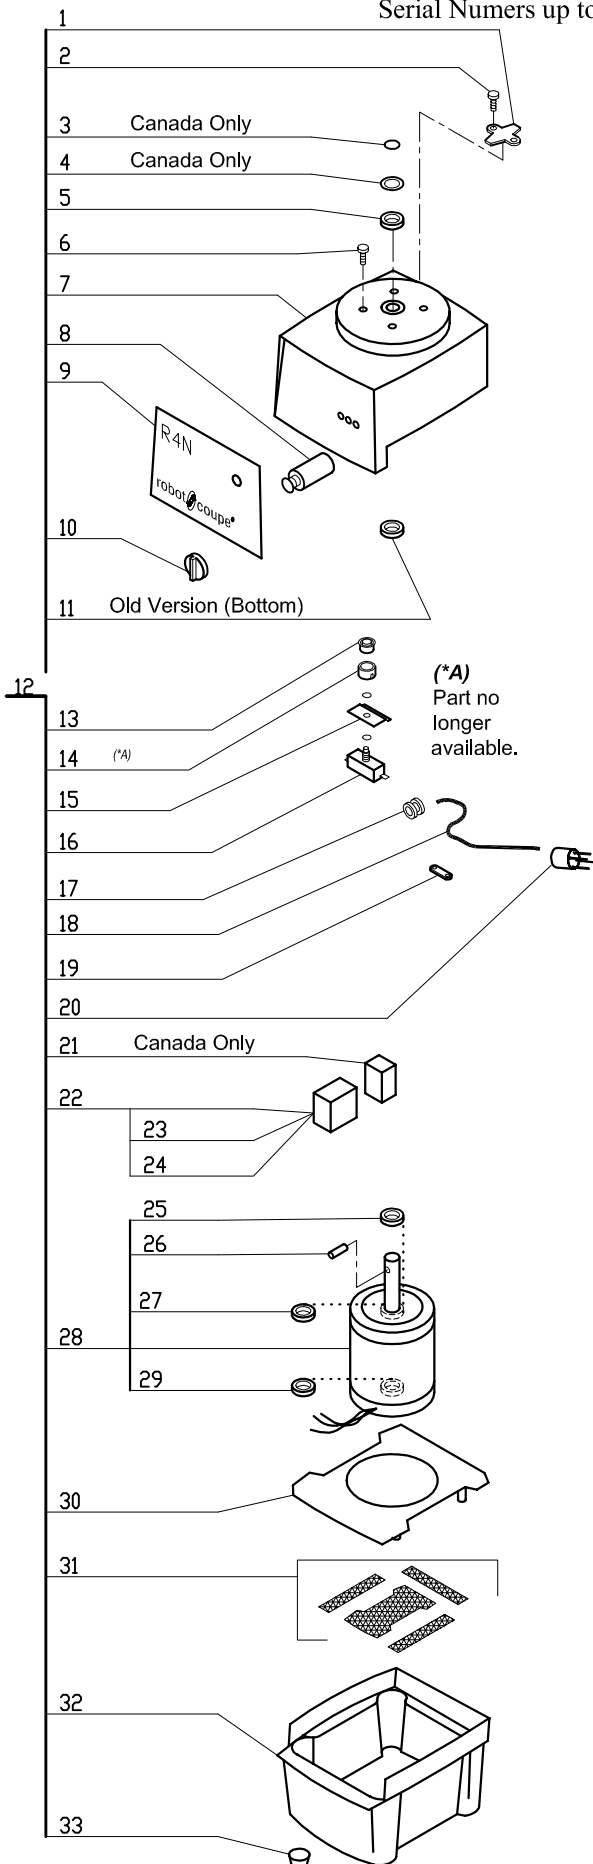 Serial Numers up to
1
2
3 Canada Only
4 Canada Only
5
6
7
8
9
R4N
robot coupe®
10
11 Old Version (Bottom)
12
(*A)
Part no
longer
available.
13
14 (*A)
15
16
17
18
19
20
21 Canada Only
22
23
24
25
26
27
28
29
30
31
32
33